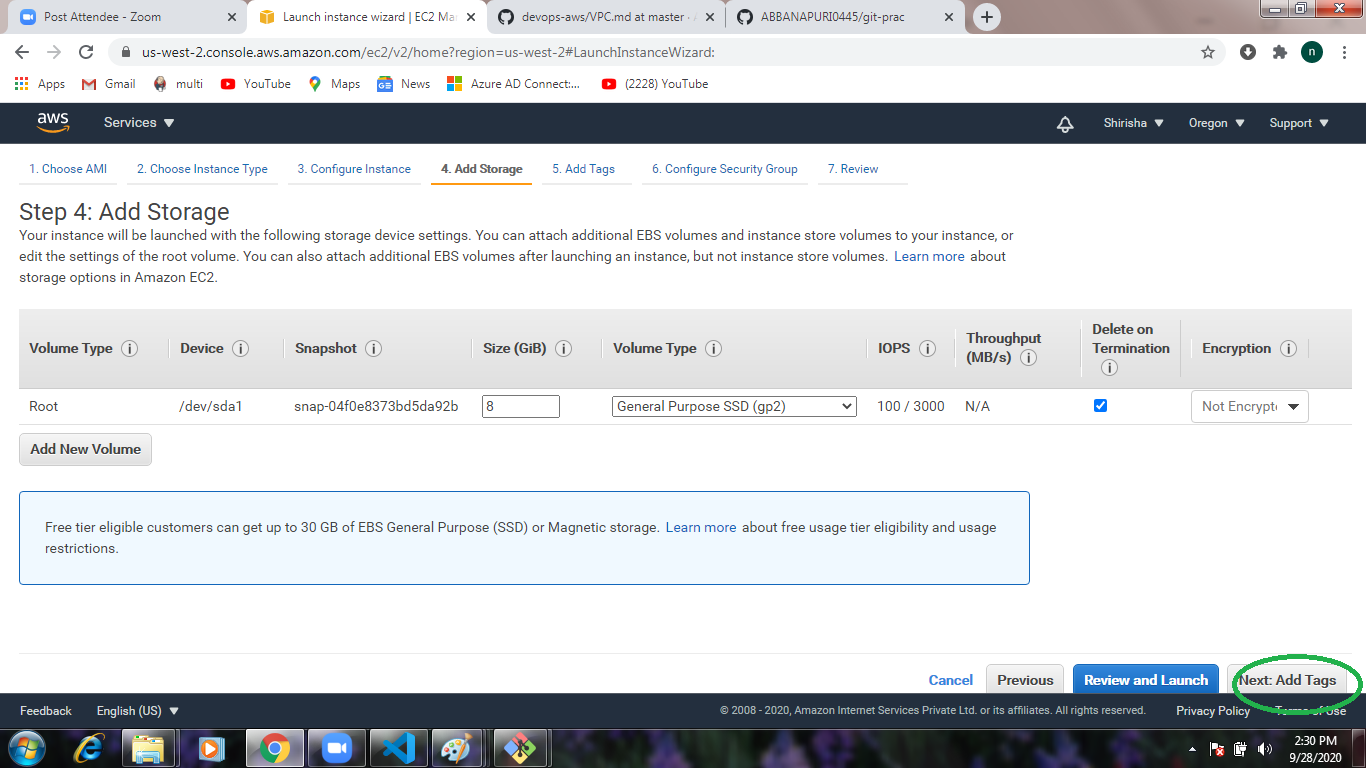 Post Attendee - Zoom
Launch instance wizard | EC2 Ma
devops-aws/VPC.md at master ·
ABBANAPURI0445/git-prac
us-west-2.console.aws.amazon.com/ec2/v2/home?region=us-west-2#LaunchInstanceWizard:
n
Apps Gmail multi YouTube Maps News Azure AD Connect:... (2228) YouTube
aws Services Shirisha Oregon Support
1. Choose AMI 2. Choose Instance Type 3. Configure Instance 4. Add Storage 5. Add Tags 6. Configure Security Group 7. Review
Step 4: Add Storage
Your instance will be launched with the following storage device settings. You can attach additional EBS volumes and instance store volumes to your instance, or
edit the settings of the root volume. You can also attach additional EBS volumes after launching an instance, but not instance store volumes. Learn more about
storage options in Amazon EC2.
Volume Type Device Snapshot Size (GiB) Volume Type IOPS Throughput (MB/s) Delete on Termination Encryption
Root /dev/sda1 snap-04f0e8373bd5da92b 8 General Purpose SSD (gp2) 100 / 3000 N/A Not Encrypte
Add New Volume
Free tier eligible customers can get up to 30 GB of EBS General Purpose (SSD) or Magnetic storage. Learn more about free usage tier eligibility and usage
restrictions.
Cancel Previous Review and Launch Next: Add Tags
Feedback English (US) © 2008 - 2020, Amazon Internet Services Private Ltd. or its affiliates. All rights reserved. Privacy Policy Terms of Use
2:30 PM
9/28/2020